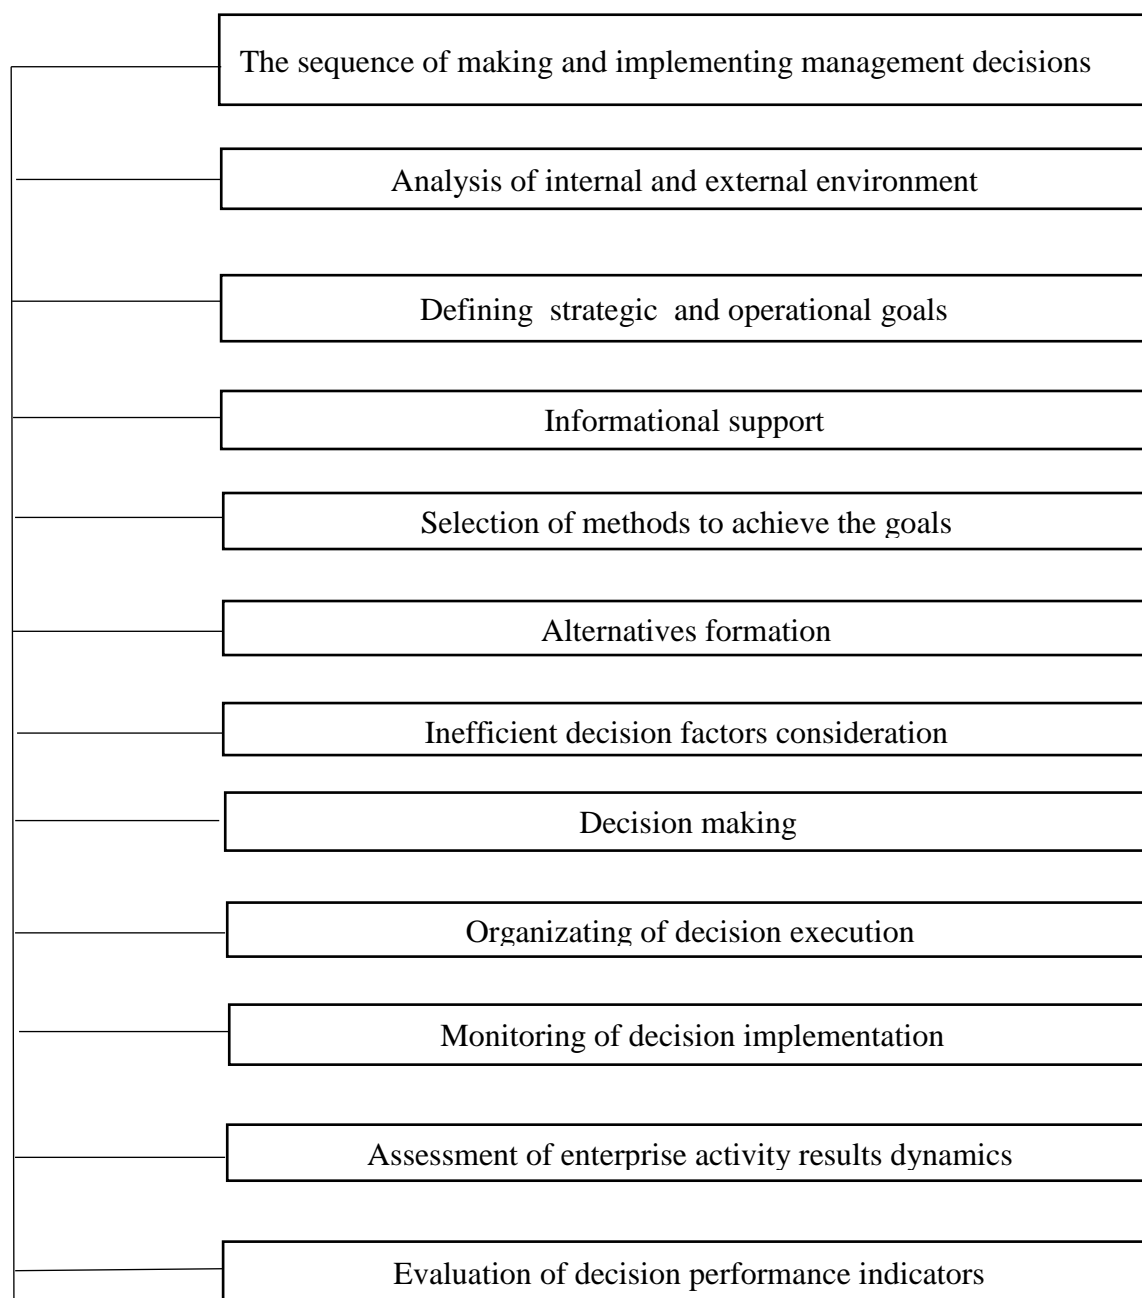 The sequence of making and implementing management decisions
Analysis of internal and external environment
Defining strategic and operational goals
Informational support
Selection of methods to achieve the goals
Alternatives formation
Inefficient decision factors consideration
Decision making
Organizating of decision execution
Monitoring of decision implementation
Assessment of enterprise activity results dynamics
Evaluation of decision performance indicators